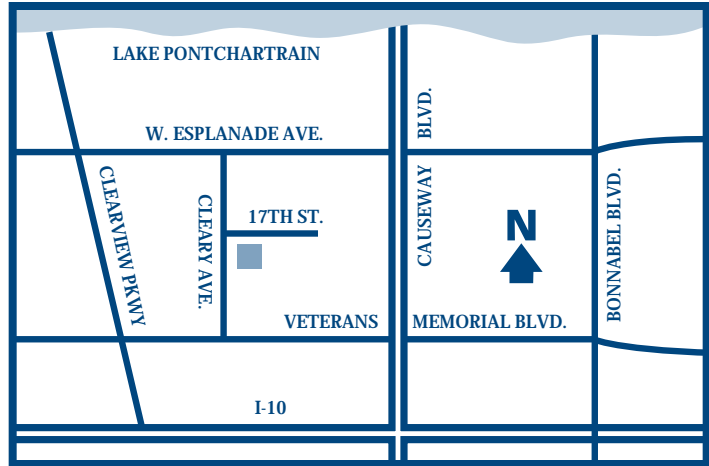 LAKE PONTCHARTRAIN
BLVD.
W. ESPLANADE AVE.
CLEARVIEW PKWY
CLEARY AVE.
17TH ST.
CAUSEWAY
N
BONNABEL BLVD.
VETERANS
MEMORIAL BLVD.
I-10